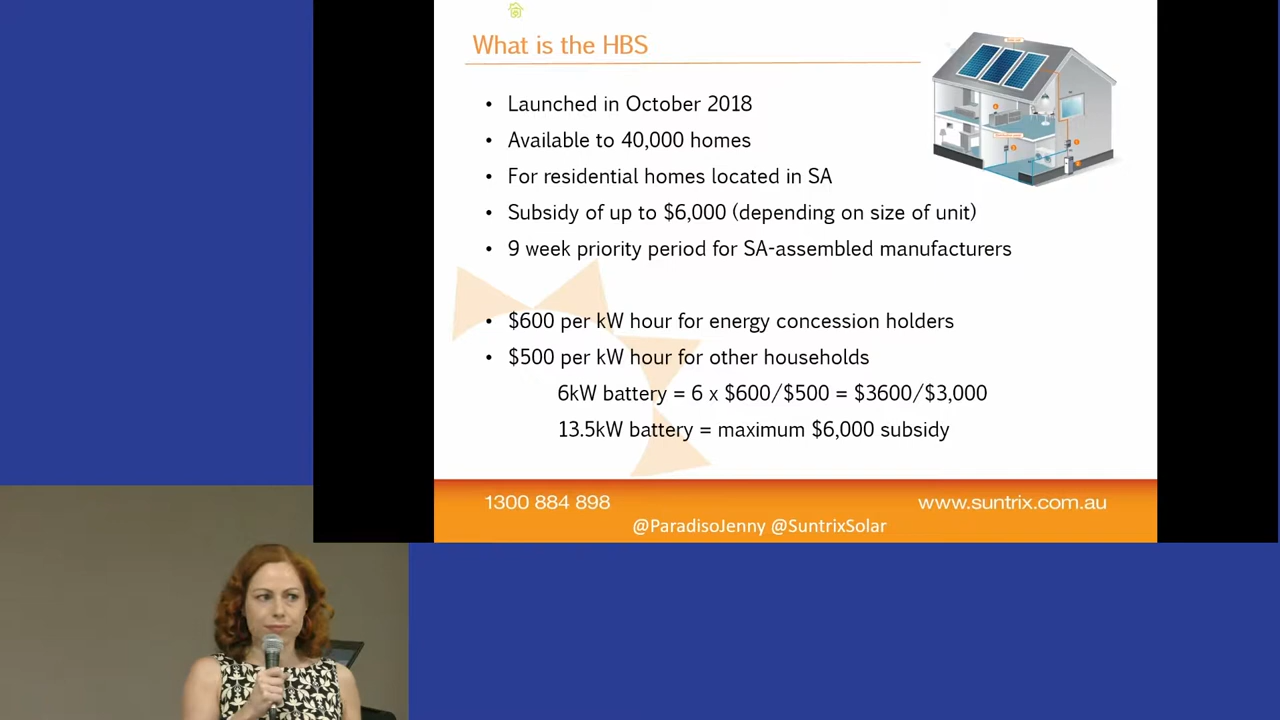 What is the HBS
• Launched in October 2018
• Available to 40,000 homes
• For residential homes located in SA
• Subsidy of up to $6,000 (depending on size of unit)
• 9 week priority period for SA-assembled manufacturers
• $600 per kW hour for energy concession holders
• $500 per kW hour for other households
6kW battery = 6 x $600/$500 = $3600/$3,000
13.5kW battery = maximum $6,000 subsidy
1300 884 898
www.suntrix.com.au
@ParadisoJenny @SuntrixSolar